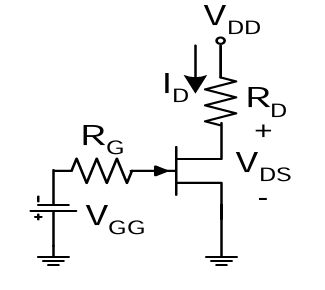 VDD
ID
RD
RG
+
VDS
-
VGG
-
+